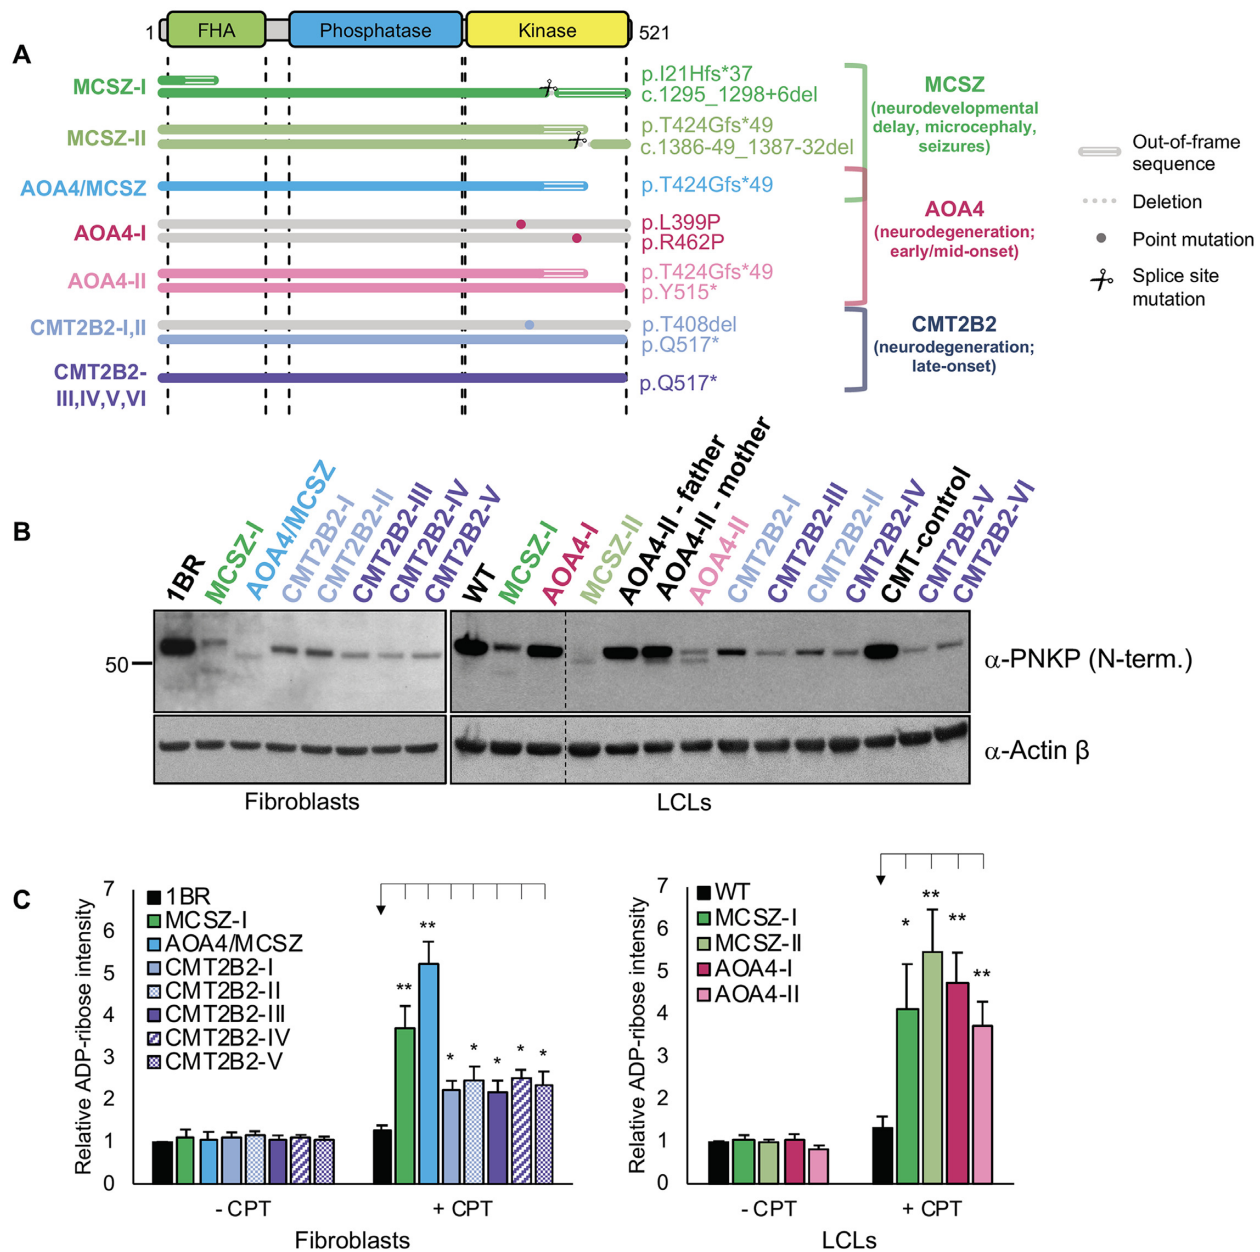 A
1
FHA
Phosphatase
Kinase
521
MCSZ-I
p.I21Hfs*37
c.1295_1298+6del
MCSZ-II
p.T424Gfs*49
c.1386-49_1387-32del
AOA4/MCSZ
p.T424Gfs*49
AOA4-I
p.L399P
p.R462P
AOA4-II
p.T424Gfs*49
p.Y515*
CMT2B2-I,II
p.T408del
p.Q517*
CMT2B2-
III,IV,V,VI
p.Q517*
MCSZ
(neurodevelopmental
delay, microcephaly,
seizures)
AOA4
(neurodegeneration;
early/mid-onset)
CMT2B2
(neurodegeneration;
late-onset)
Out-of-frame
sequence
Deletion
Point mutation
Splice site
mutation
B
1BR
MCSZ-I
AOA4/MCSZ
CMT2B2-I
CMT2B2-II
CMT2B2-III
CMT2B2-IV
CMT2B2-V
WT
MCSZ-I
AOA4-I
MCSZ-II
AOA4-II - father
AOA4-II - mother
AOA4-II
CMT2B2-I
CMT2B2-III
CMT2B2-II
CMT2B2-IV
CMT-control
CMT2B2-V
CMT2B2-VI
50
α-PNKP (N-term.)
α-Actin β
Fibroblasts
LCLs
C
Relative ADP-ribose intensity
7
6
5
4
3
2
1
0
1BR
MCSZ-I
AOA4/MCSZ
CMT2B2-I
CMT2B2-II
CMT2B2-III
CMT2B2-IV
CMT2B2-V
**
**
*
*
*
*
*
- CPT
+ CPT
Fibroblasts
Relative ADP-ribose intensity
7
6
5
4
3
2
1
0
WT
MCSZ-I
MCSZ-II
AOA4-I
AOA4-II
*
**
**
**
- CPT
+ CPT
LCLs